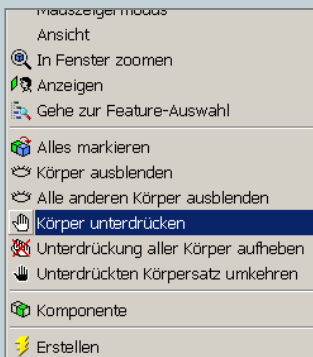 Mauszeigermodus
Ansicht
In Fenster zoomen
Anzeigen
Gehe zur Feature-Auswahl
Alles markieren
Körper ausblenden
Alle anderen Körper ausblenden
Körper unterdrücken
Unterdrückung aller Körper aufheben
Unterdrückten Körpersatz umkehren
Komponente
Erstellen